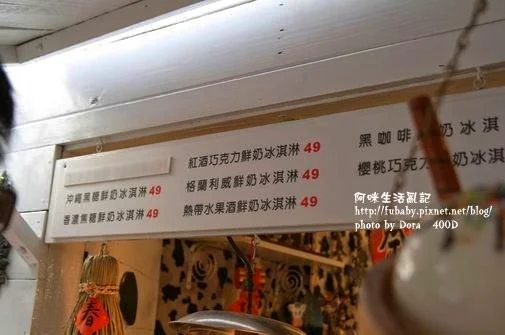 沖繩黑糖鮮奶冰淇淋 49
香濃焦糖鮮奶冰淇淋 49
紅酒巧克力鮮奶冰淇淋 49
格蘭利威鮮奶冰淇淋 49
熱帶水果酒鮮奶冰淇淋 49
黑咖啡 奶冰淇
櫻桃巧克力 奶冰淇
阿咪生活亂記
http://fubaby.pixnet.net/blog/
photo by Dora 400D
春